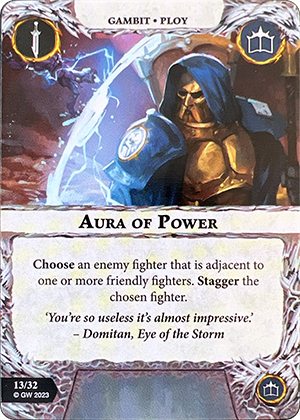 GAMBIT • PLOY
AURA OF POWER
Choose an enemy fighter that is adjacent to
one or more friendly fighters. Stagger the
chosen fighter.
'You're so useless it's almost impressive.'
– Domitan, Eye of the Storm
13/32
© GW 2023